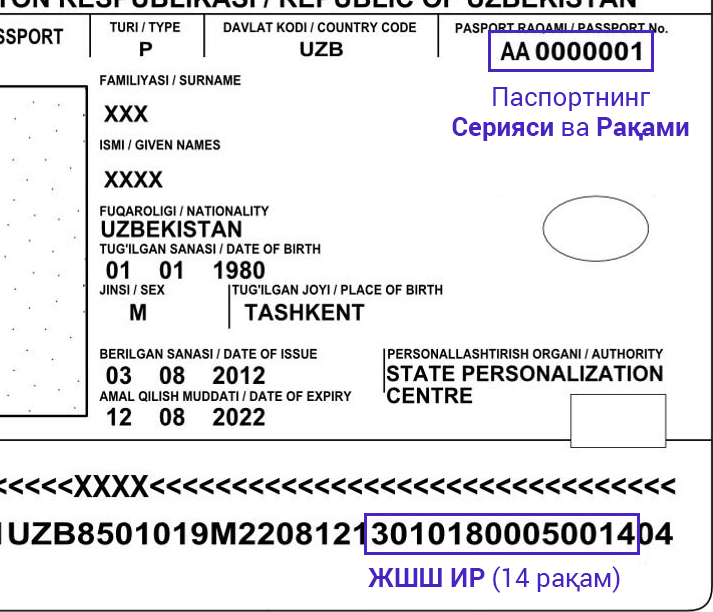 TON RESPUBLIKASI / REPUBLIC OF UZBEKISTAN
SSPORT
TURI / TYPE
P
DAVLAT KODI / COUNTRY CODE
UZB
PASPORT RAQAMI / PASSPORT No.
AA 0000001
Паспортнинг
Серияси ва Рақами
FAMILIYASI / SURNAME
XXX
ISMI / GIVEN NAMES
XXXX
FUQAROLIGI / NATIONALITY
UZBEKISTAN
TUG'ILGAN SANASI / DATE OF BIRTH
01 01 1980
JINSI / SEX
M
TUG'ILGAN JOYI / PLACE OF BIRTH
TASHKENT
BERILGAN SANASI / DATE OF ISSUE
03 08 2012
PERSONALLASHTIRISH ORGANI / AUTHORITY
STATE PERSONALIZATION
CENTRE
AMAL QILISH MUDDATI / DATE OF EXPIRY
12 08 2022
<<<<<XXXX<<<<<<<<<<<<<<<<<<<<<<<<<<<<<<
1UZB8501019M22081213010180005001404
ЖШШ ИР (14 рақам)